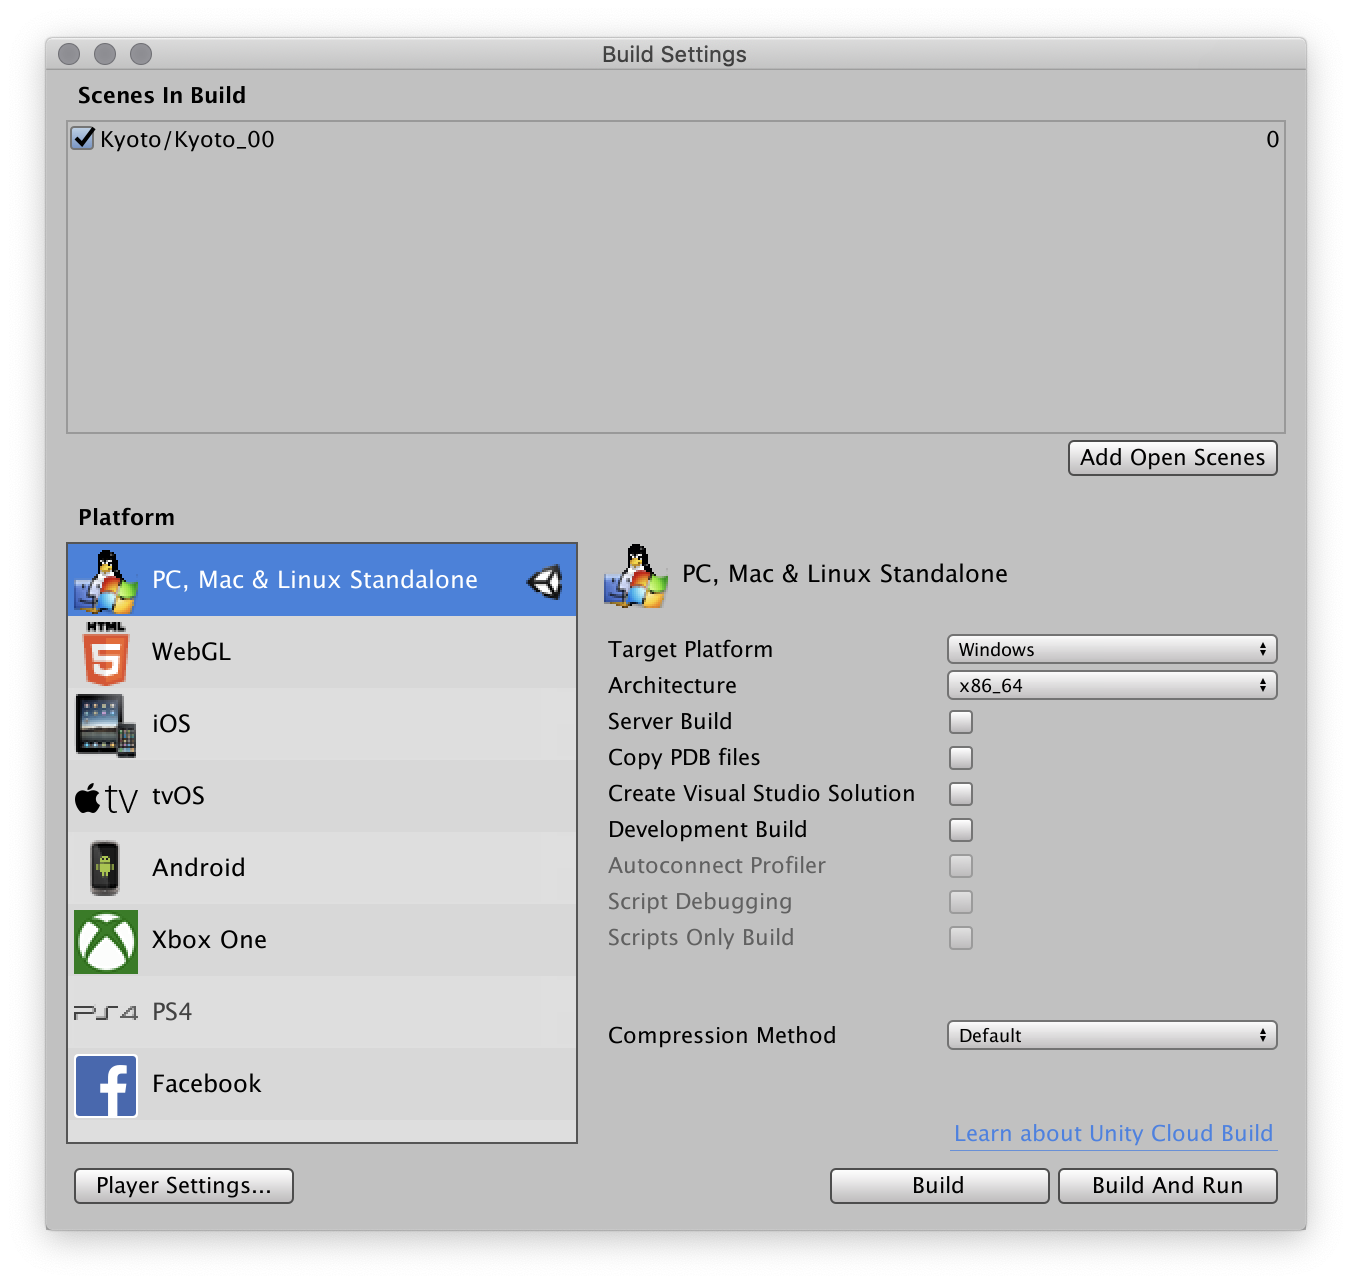 Build Settings
Scenes In Build
Kyoto/Kyoto_00 0
Add Open Scenes
Platform
PC, Mac & Linux Standalone
HTML
5
WebGL
iOS
tv
tvOS
Android
Xbox One
PS4
PS4
f
Facebook
PC, Mac & Linux Standalone
Target Platform Windows
Architecture x86_64
Server Build
Copy PDB files
Create Visual Studio Solution
Development Build
Autoconnect Profiler
Script Debugging
Scripts Only Build
Compression Method Default
Learn about Unity Cloud Build
Player Settings... Build Build And Run